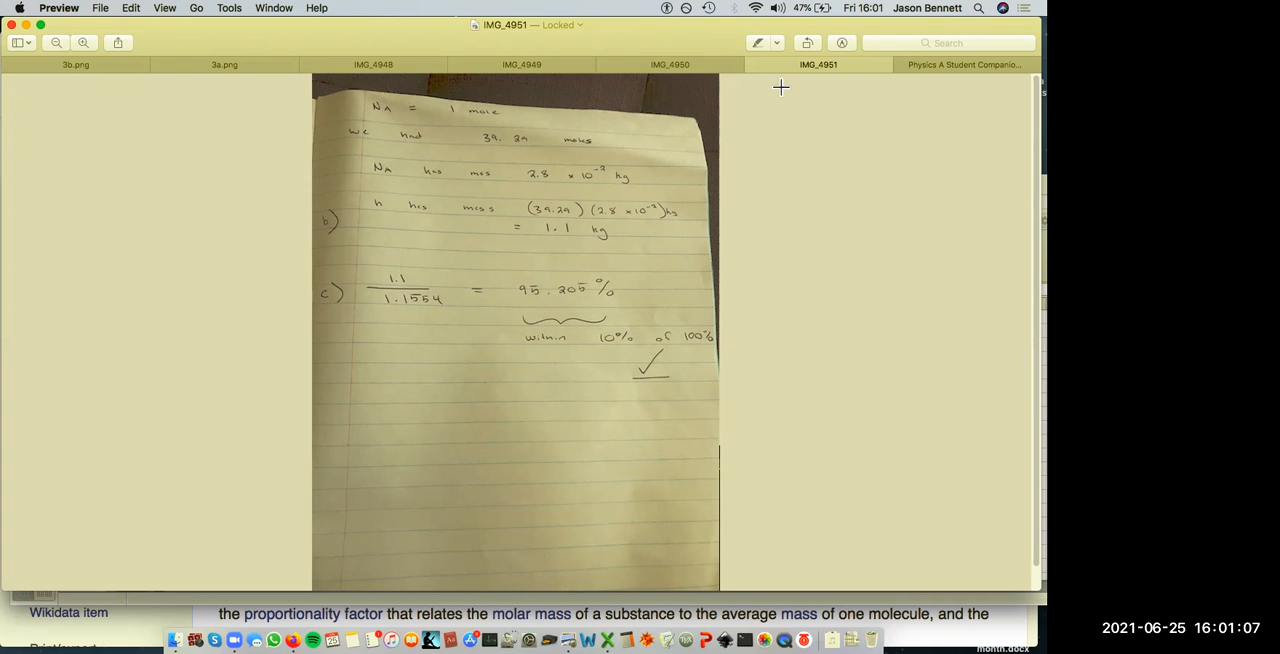 Preview File Edit View Go Tools Window Help 47% Fri 16:01 Jason Bennett
IMG_4951 — Locked
Search
3b.png 3a.png IMG_4948 IMG_4949 IMG_4950 IMG_4951 Physics A Student Companio...
NA = 1 mole
we had 39.29 moles
NA has mas 2.8 × 10⁻² kg
n has mass (39.29) (2.8 × 10⁻²) kg
b) = 1.1 kg
c) 1.1 / 1.1554 = 95.205 %
within 10% of 100%
Wikidata item
the proportionality factor that relates the molar mass of a substance to the average mass of one molecule, and the
month.docx
2021-06-25 16:01:07